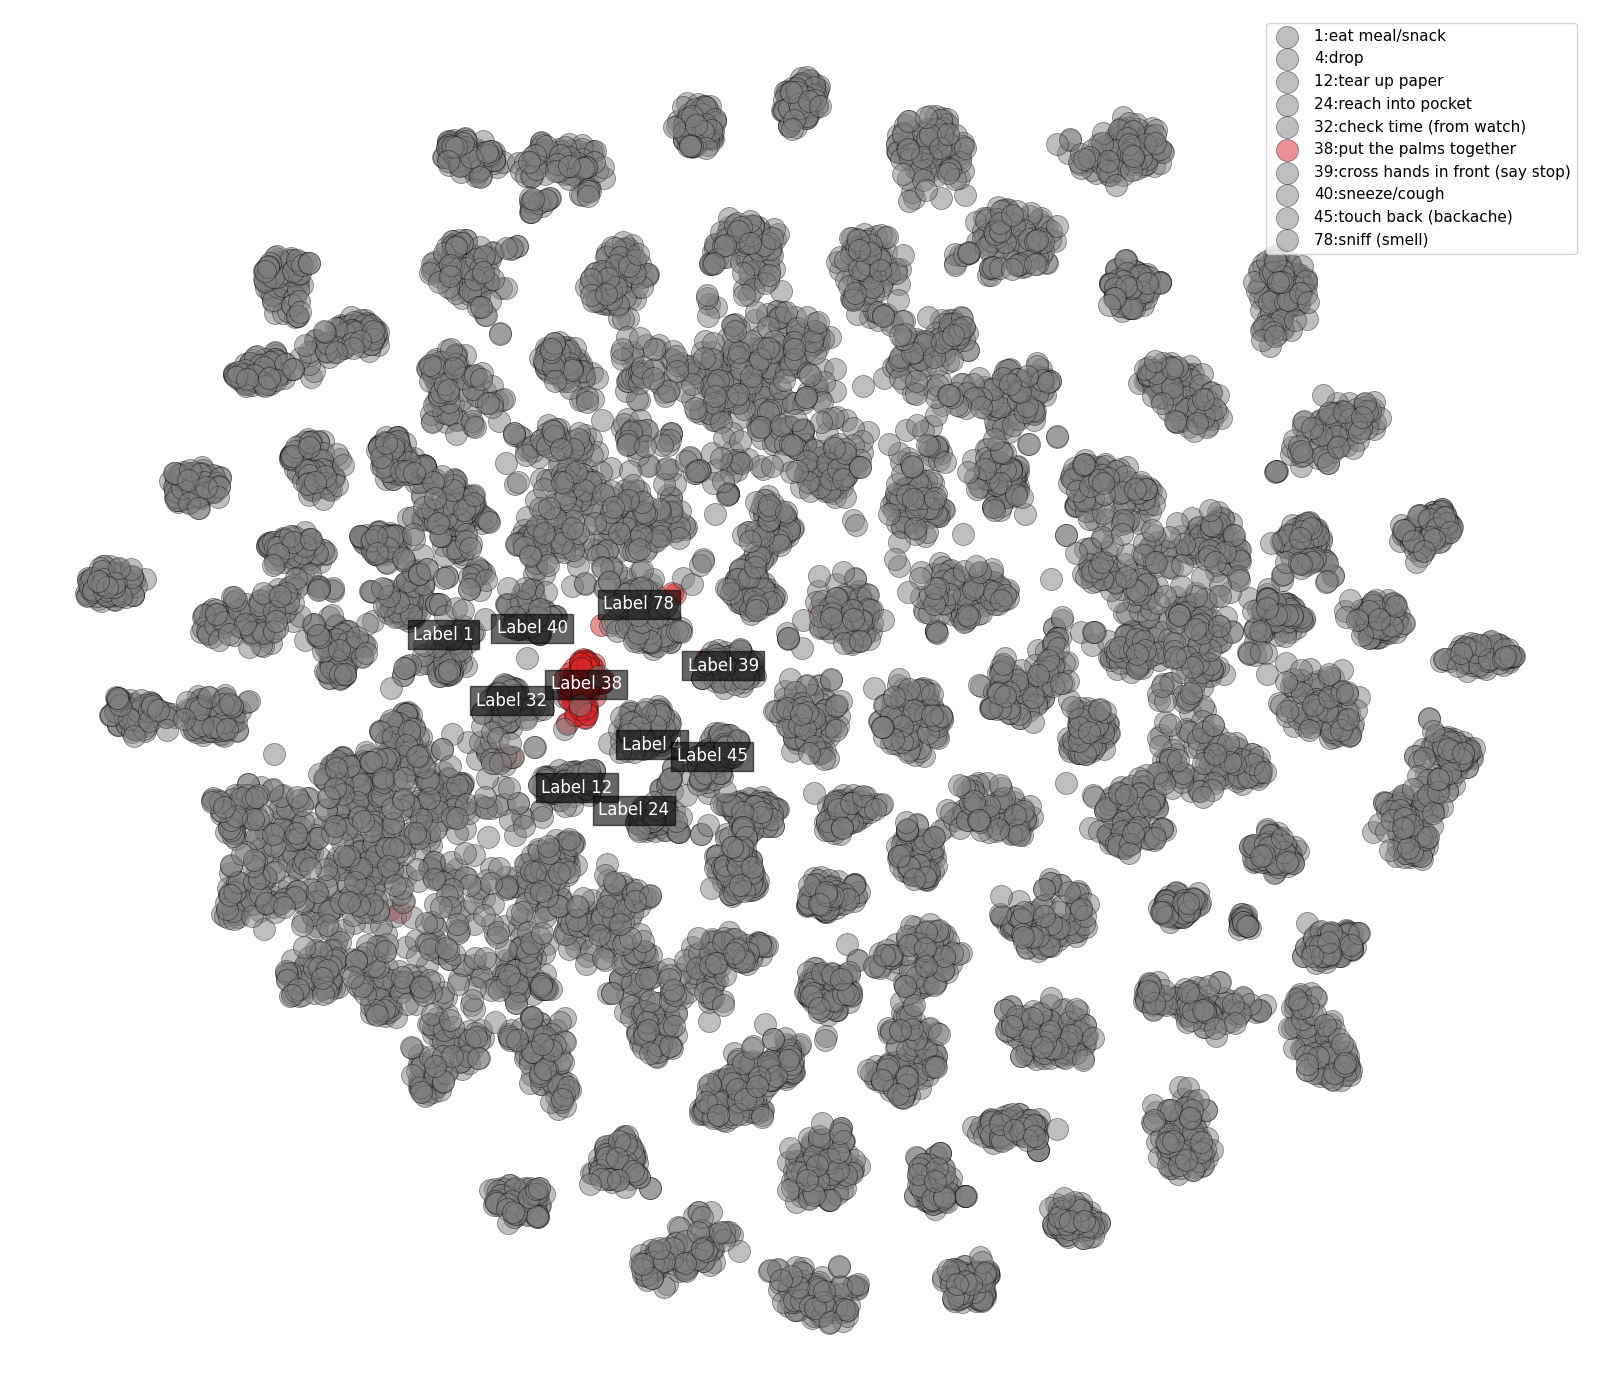 1:eat meal/snack
4:drop
12:tear up paper
24:reach into pocket
32:check time (from watch)
38:put the palms together
39:cross hands in front (say stop)
40:sneeze/cough
45:touch back (backache)
78:sniff (smell)
Label 78
Label 40
Label 1
Label 39
Label 38
Label 32
Label 4
Label 45
Label 12
Label 24